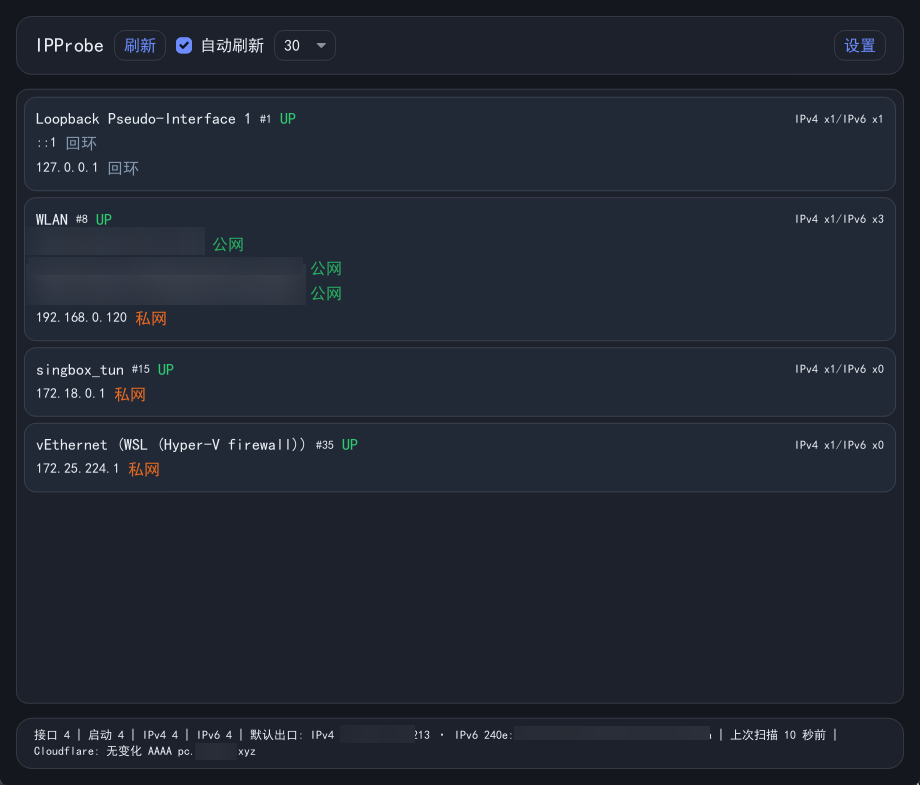 IPProbe 刷新 自动刷新 30 设置
Loopback Pseudo-Interface 1 #1 UP IPv4 x1/IPv6 x1
::1 回环
127.0.0.1 回环
WLAN #8 UP IPv4 x1/IPv6 x3
公网
公网
公网
192.168.0.120 私网
singbox_tun #15 UP IPv4 x1/IPv6 x0
172.18.0.1 私网
vEthernet (WSL (Hyper-V firewall)) #35 UP IPv4 x1/IPv6 x0
172.25.224.1 私网
接口 4 | 启动 4 | IPv4 4 | IPv6 4 | 默认出口: IPv4 213 · IPv6 240e: | 上次扫描 10 秒前 |
Cloudflare: 无变化 AAAA pc. xyz